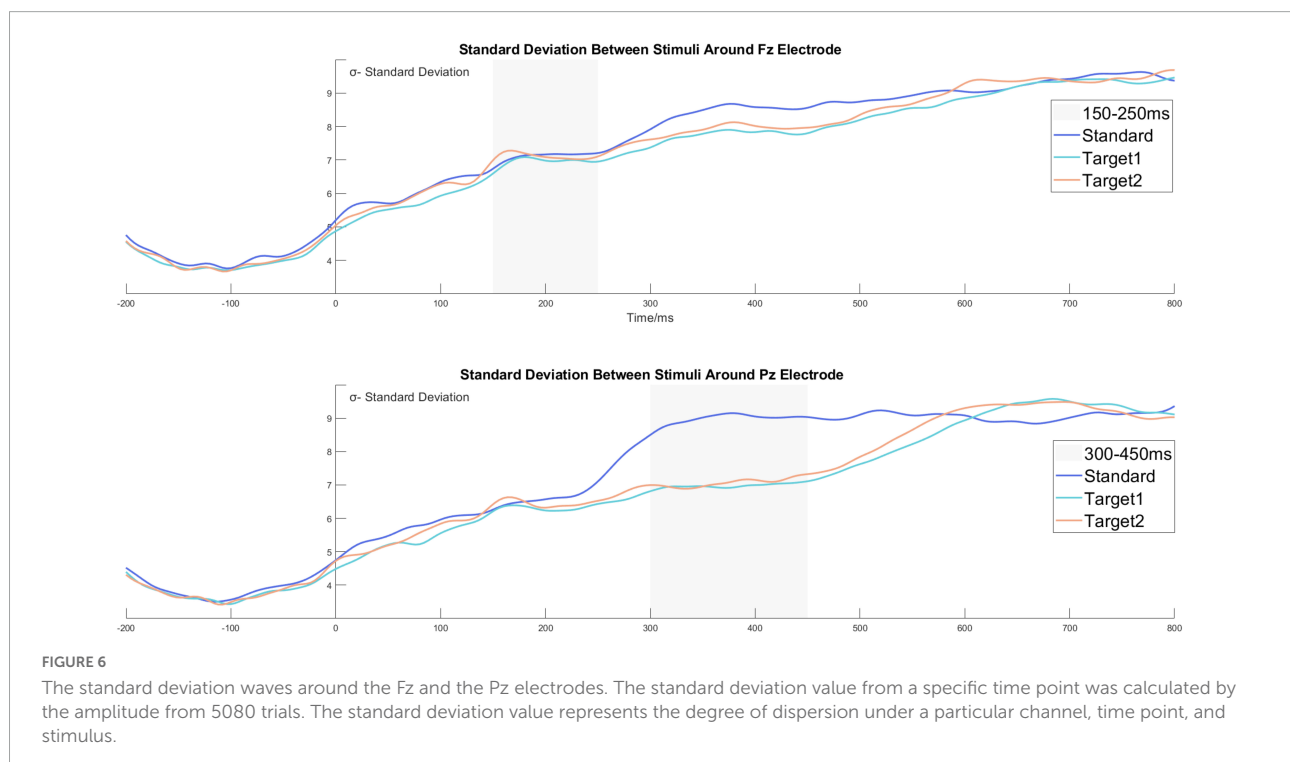 Standard Deviation Between Stimuli Around Fz Electrode
σ- Standard Deviation
9
8
7
6
5
4
150-250ms
Standard
Target1
Target2
-200 -100 0 100 200 300 400 500 600 700 800
Time/ms
Standard Deviation Between Stimuli Around Pz Electrode
σ- Standard Deviation
9
8
7
6
5
4
300-450ms
Standard
Target1
Target2
-200 -100 0 100 200 300 400 500 600 700 800
FIGURE 6
The standard deviation waves around the Fz and the Pz electrodes. The standard deviation value from a specific time point was calculated by
the amplitude from 5080 trials. The standard deviation value represents the degree of dispersion under a particular channel, time point, and
stimulus.